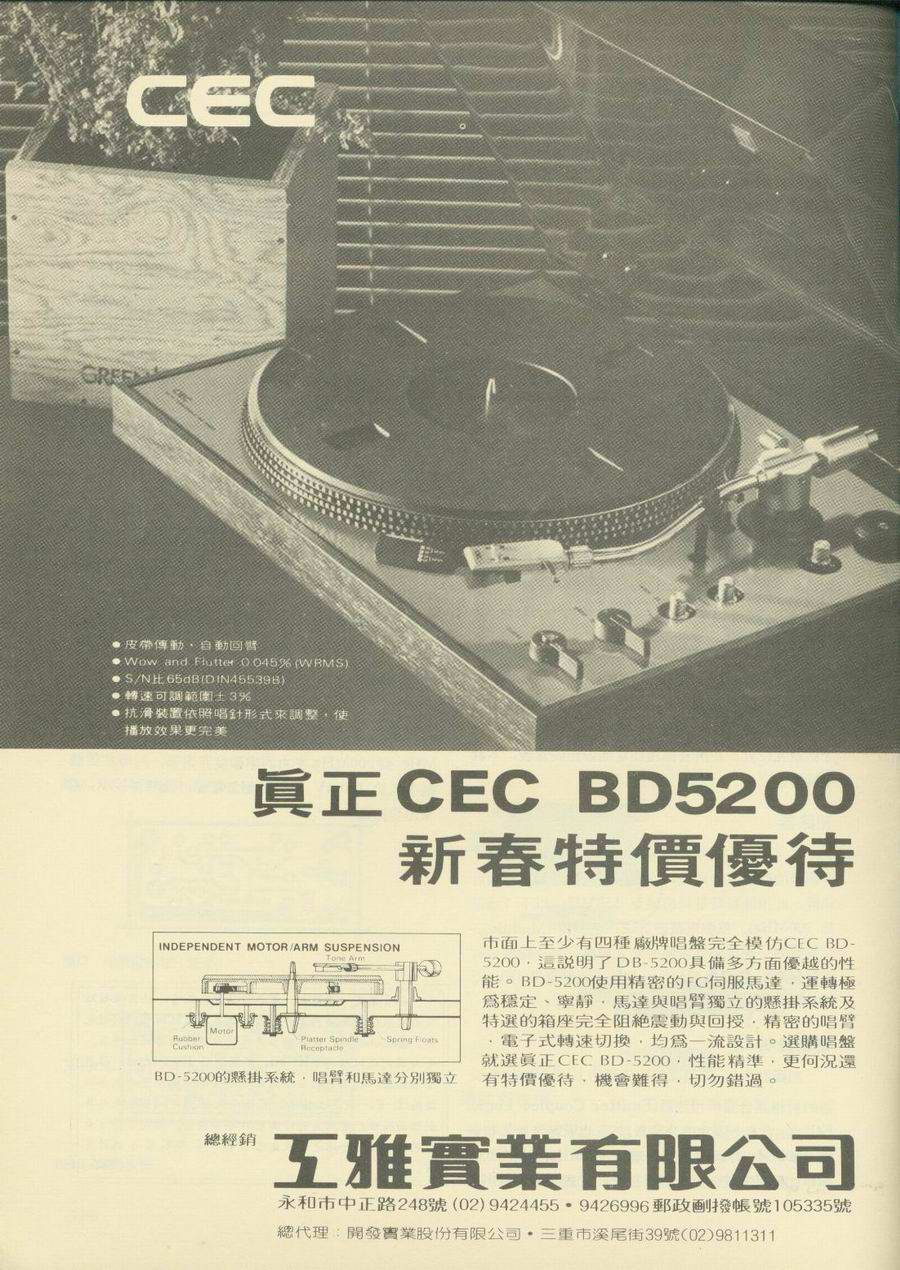 CEC
GREEN
CEC
●皮帶傳動・自動回臂
●Wow and Flutter 0.045% (WRMS)
●S/N比65dB(DIN45539B)
●轉速可調範圍±3%
●抗滑裝置依照唱針形式來調整，使
播放效果更完美
眞正CEC BD5200
新春特價優待
INDEPENDENT MOTOR/ARM SUSPENSION
Tone Arm
Rubber
Cushion
Motor
Platter Spindle
Receptacle
Spring Floats
BD-5200的懸掛系統，唱臂和馬達分別獨立
市面上至少有四種廠牌唱盤完全模仿CEC BD-
5200，這說明了DB-5200具備多方面優越的性
能。BD-5200使用精密的FG伺服馬達，運轉極
爲穩定、寧靜，馬達與唱臂獨立的懸掛系統及
特選的箱座完全阻絶震動與回授，精密的唱臂
，電子式轉速切換，均爲一流設計。選購唱盤
就選眞正CEC BD-5200，性能精準，更何況還
有特價優待，機會難得，切勿錯過。
總經銷 工雅實業有限公司
永和市中正路248號 (02) 9424455・9426996 郵政劃撥帳號105335號
總代理：開發實業股份有限公司・三重市溪尾街39號(02)9811311